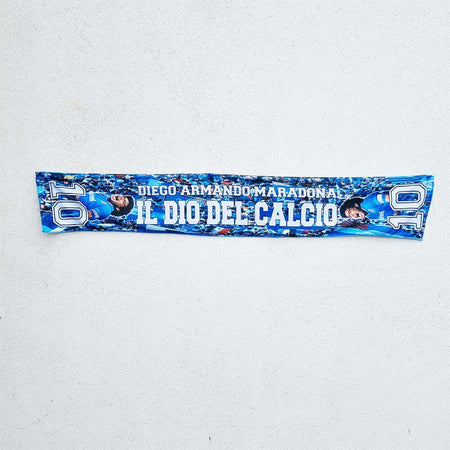 10
DIEGO ARMANDO MARADONA
IL DIO DEL CALCIO
10